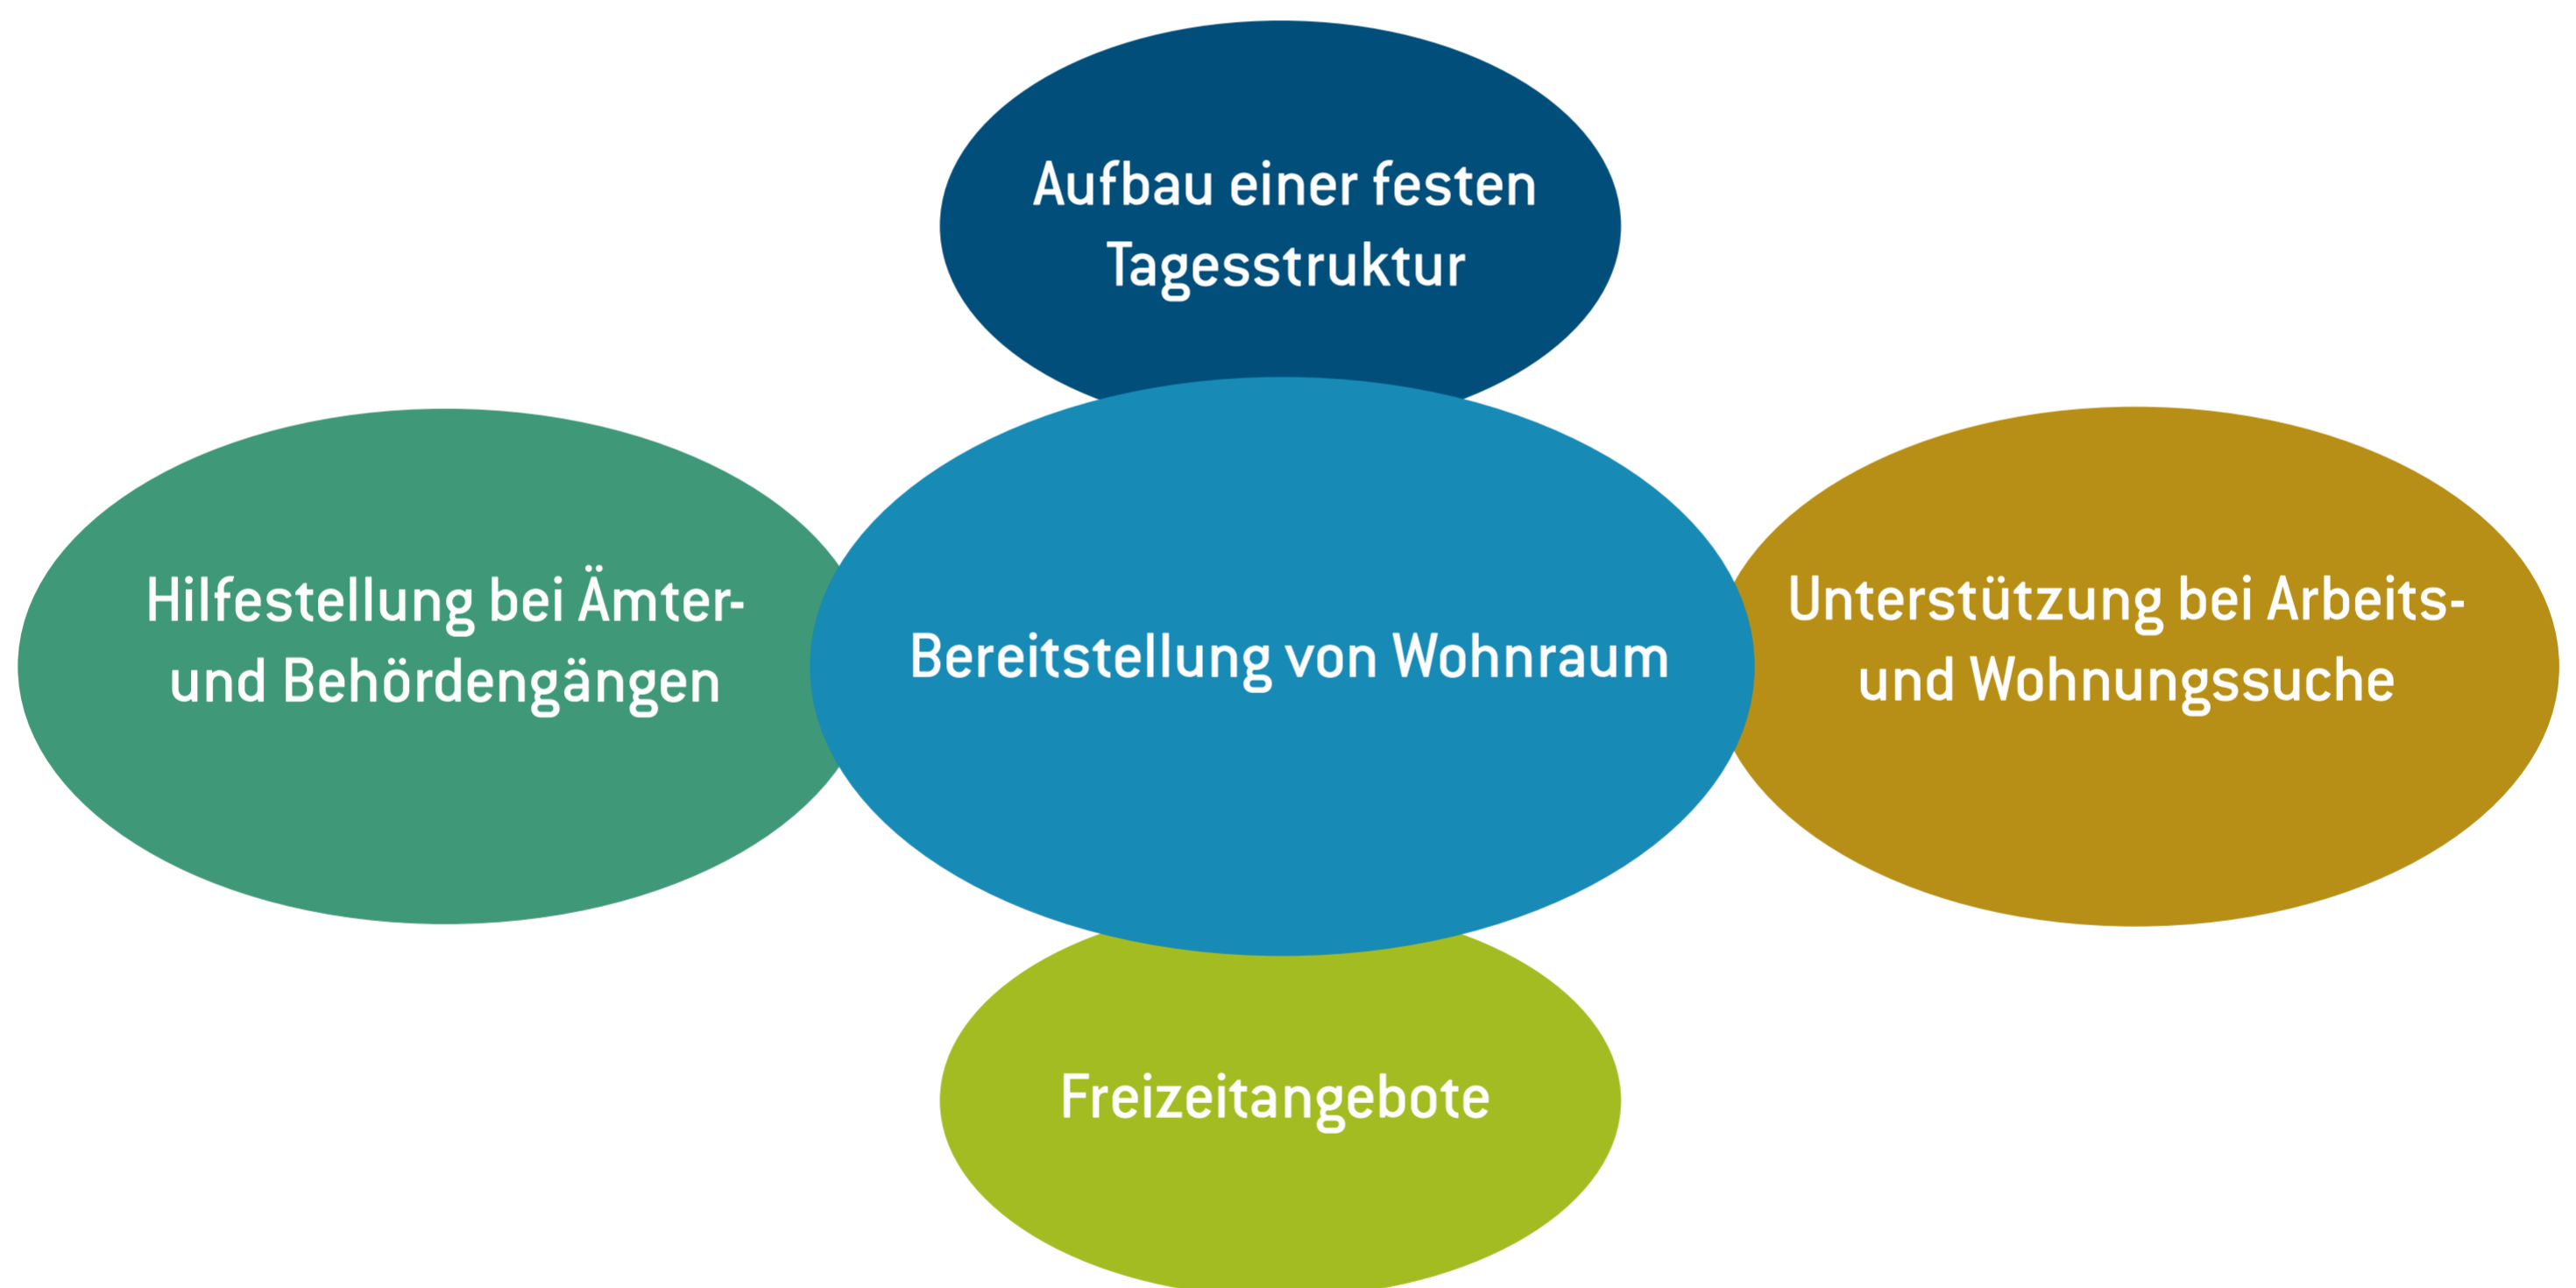 Aufbau einer festen
Tagesstruktur
Hilfestellung bei Ämter-
und Behördengängen
Bereitstellung von Wohnraum
Unterstützung bei Arbeits-
und Wohnungssuche
Freizeitangebote